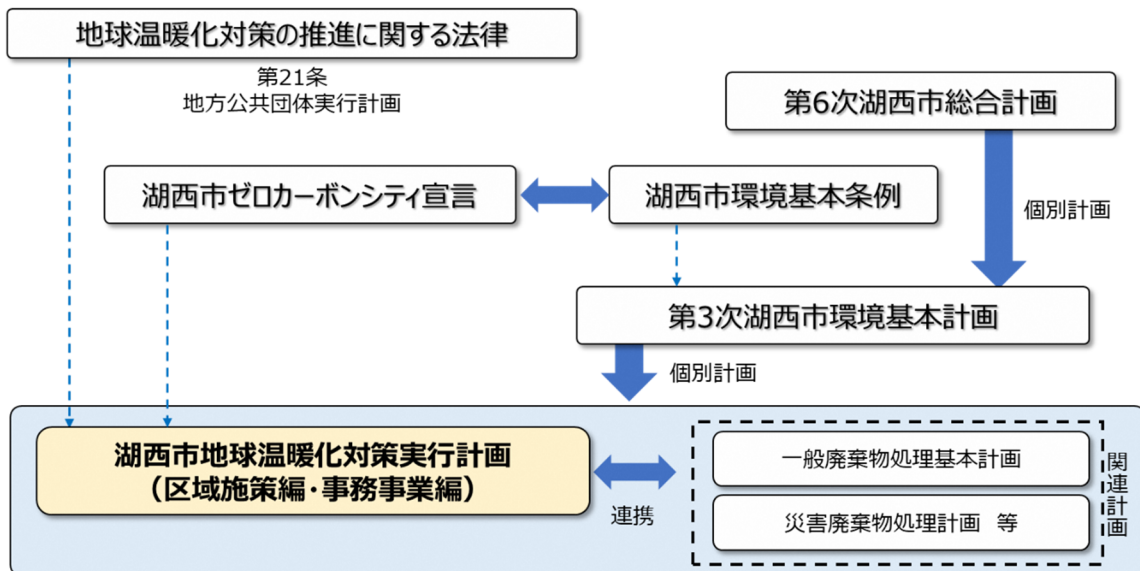 地球温暖化対策の推進に関する法律
第21条
地方公共団体実行計画
第6次湖西市総合計画
湖西市ゼロカーボンシティ宣言
湖西市環境基本条例
個別計画
第3次湖西市環境基本計画
個別計画
湖西市地球温暖化対策実行計画
（区域施策編・事務事業編）
連携
一般廃棄物処理基本計画
災害廃棄物処理計画　等
関連計画